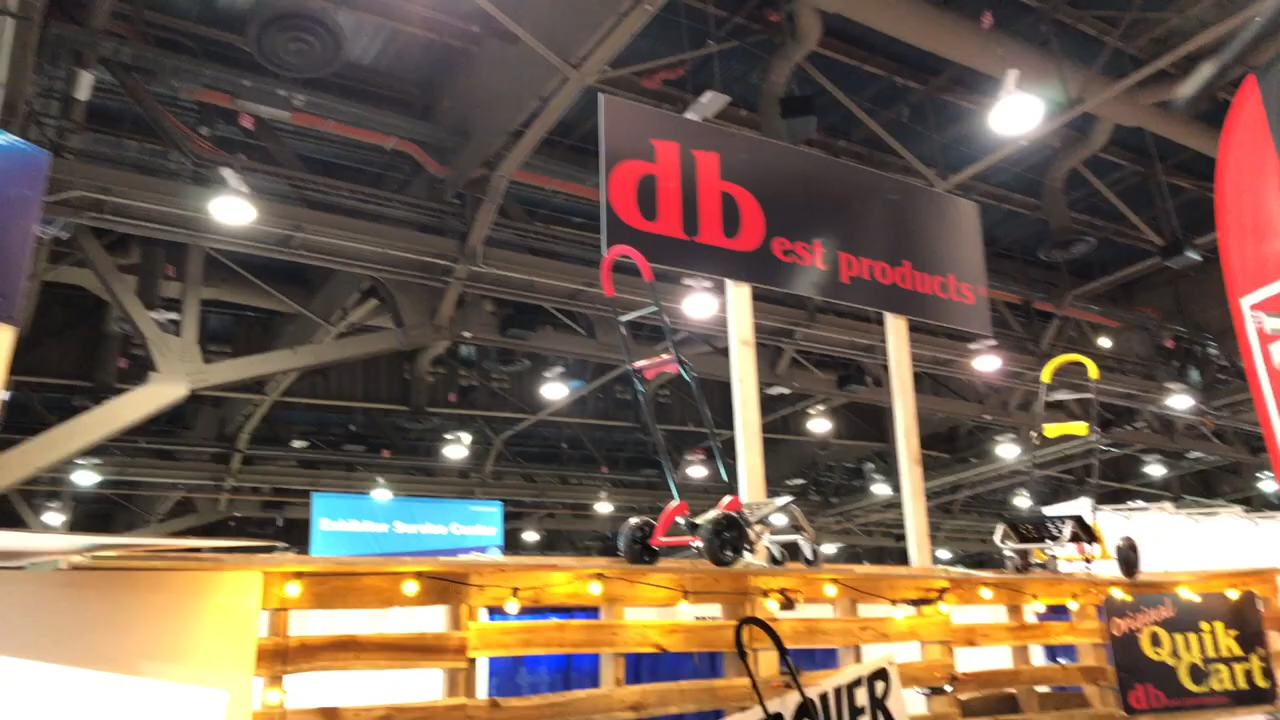 db est products
Exhibitor Service Center
Original
Quik
Cart
db